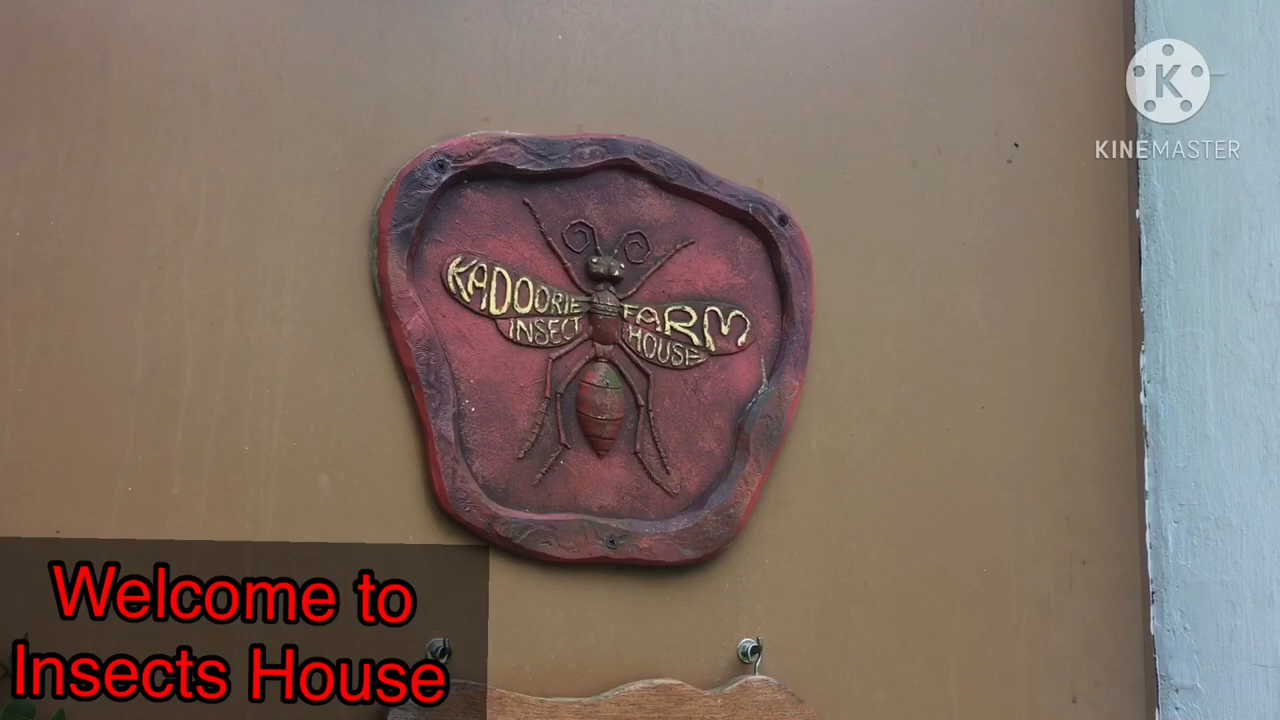 K
KINEMASTER
KADOORIE FARM
INSECT HOUSE
Welcome to
Insects House